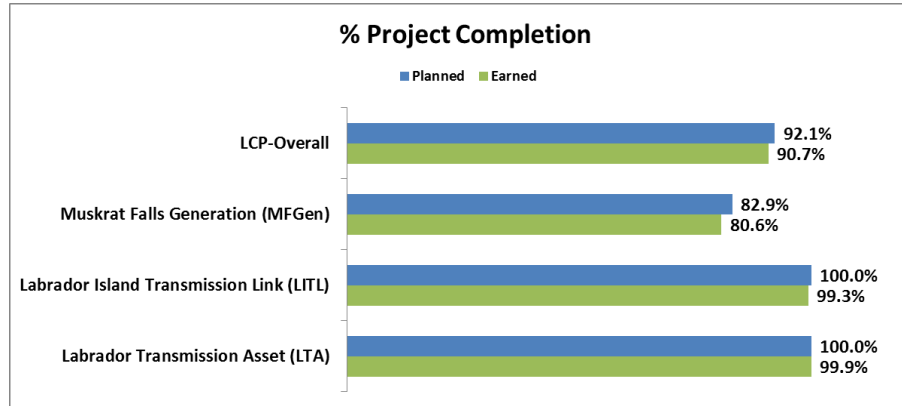 % Project Completion
Planned Earned
LCP-Overall
92.1%
90.7%
Muskrat Falls Generation (MFGen)
82.9%
80.6%
Labrador Island Transmission Link (LITL)
100.0%
99.3%
Labrador Transmission Asset (LTA)
100.0%
99.9%